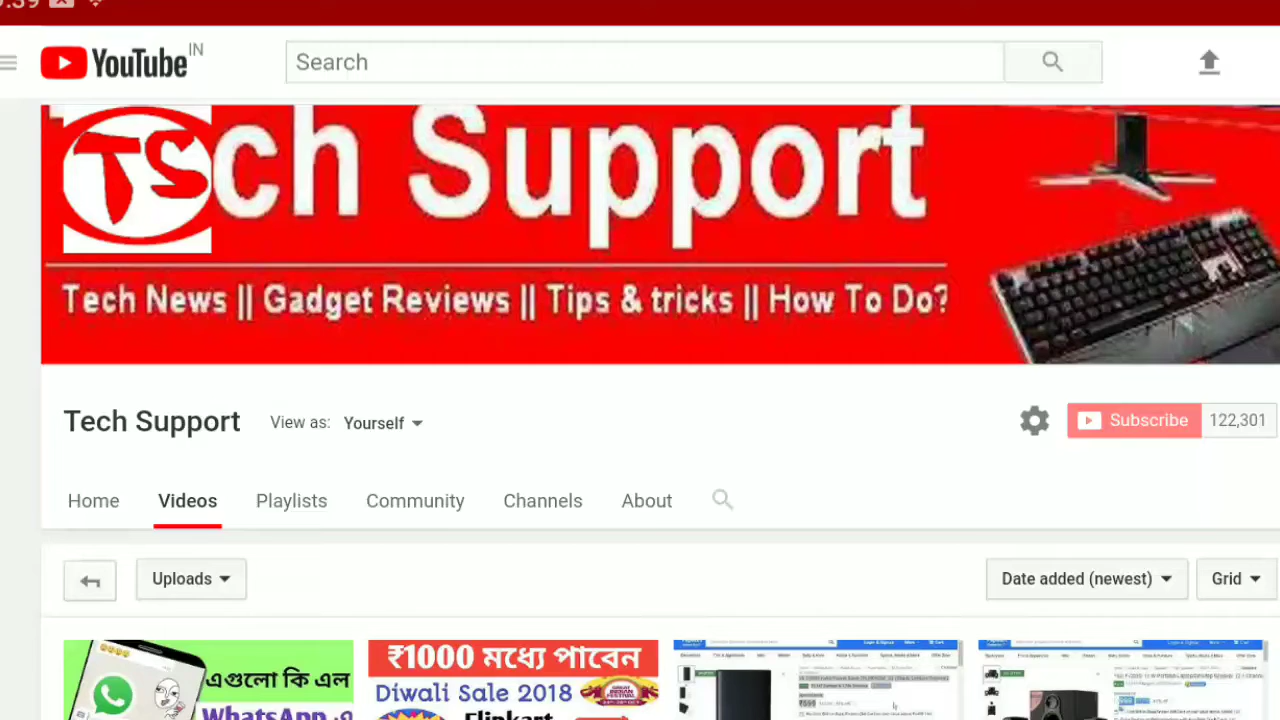 YouTube IN
Search
TS ch Support
Tech News || Gadget Reviews || Tips & tricks || How To Do?
Tech Support
View as: Yourself
Subscribe 122,301
Home Videos Playlists Community Channels About
Uploads
Date added (newest)
Grid
এগুলো কি এল
WhatsApp এ
₹1000 মধ্যে পাবেন
Diwali Sale 2018
Flipkart